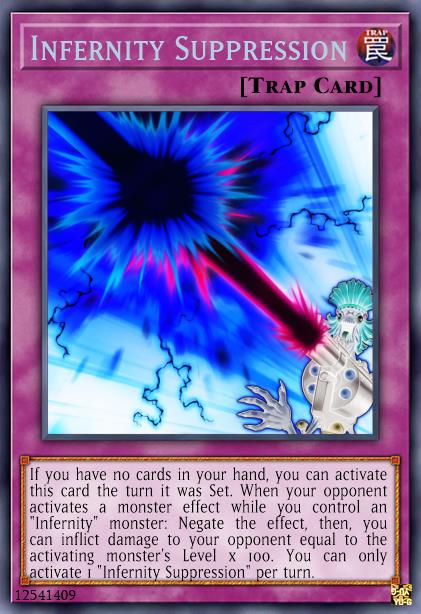 Infernity Suppression
TRAP
罠
[Trap Card]
If you have no cards in your hand, you can activate
this card the turn it was Set. When your opponent
activates a monster effect while you control an
"Infernity" monster: Negate the effect, then, you
can inflict damage to your opponent equal to the
activating monster's Level x 100. You can only
activate 1 "Infernity Suppression" per turn.
12541409